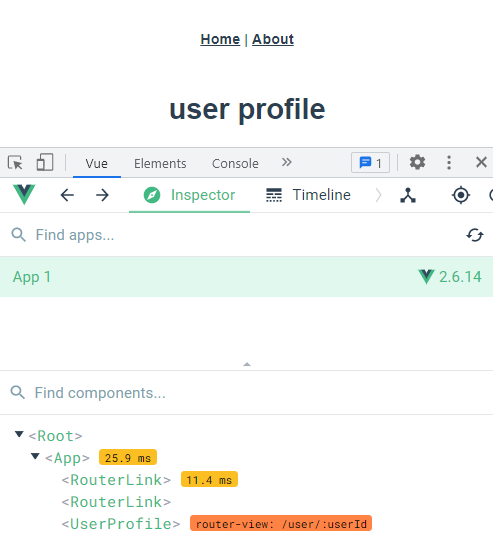 Home | About
user profile
Vue Elements Console » 1
Inspector Timeline
Find apps...
App 1 2.6.14
Find components...
<Root>
<App> 25.9 ms
<RouterLink> 11.4 ms
<RouterLink>
<UserProfile> router-view: /user/:userId